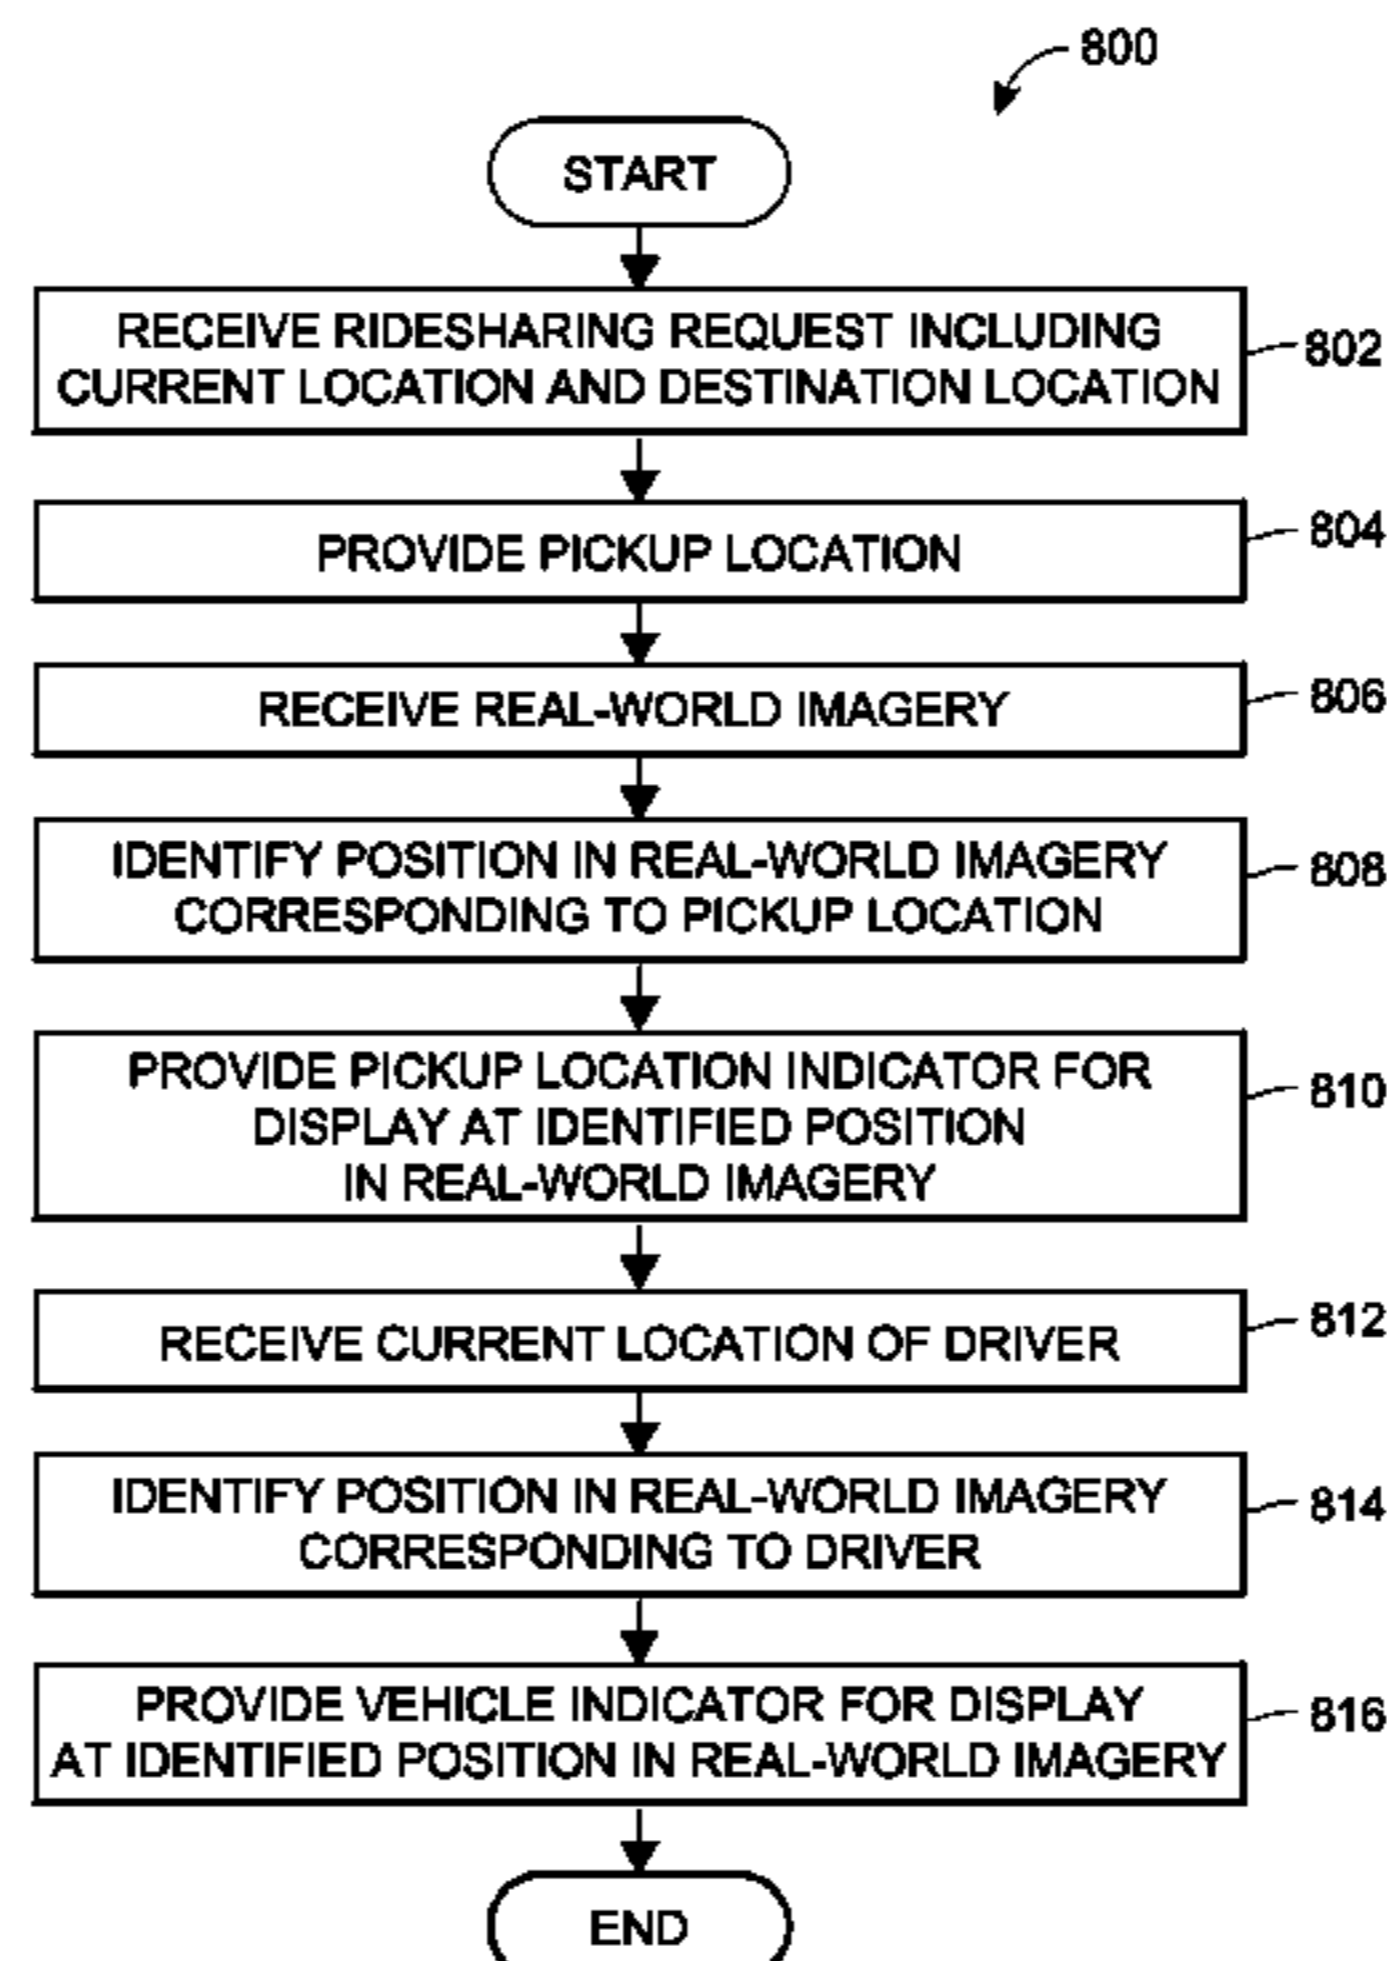 800
START
RECEIVE RIDESHARING REQUEST INCLUDING
CURRENT LOCATION AND DESTINATION LOCATION
802
PROVIDE PICKUP LOCATION
804
RECEIVE REAL-WORLD IMAGERY
806
IDENTIFY POSITION IN REAL-WORLD IMAGERY
CORRESPONDING TO PICKUP LOCATION
808
PROVIDE PICKUP LOCATION INDICATOR FOR
DISPLAY AT IDENTIFIED POSITION
IN REAL-WORLD IMAGERY
810
RECEIVE CURRENT LOCATION OF DRIVER
812
IDENTIFY POSITION IN REAL-WORLD IMAGERY
CORRESPONDING TO DRIVER
814
PROVIDE VEHICLE INDICATOR FOR DISPLAY
AT IDENTIFIED POSITION IN REAL-WORLD IMAGERY
816
END